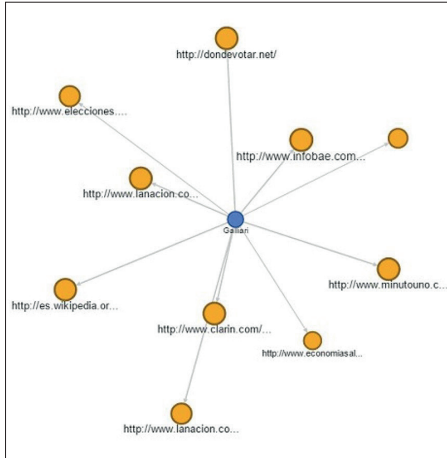 http://dondevotar.net/
http://www.elecciones....
http://www.infobae.com...
http://www.lanacion.co...
Galliari
http://www.minutouno.c...
http://es.wikipedia.or...
http://www.clarin.com/...
http://www.economiasal...
http://www.lanacion.co...